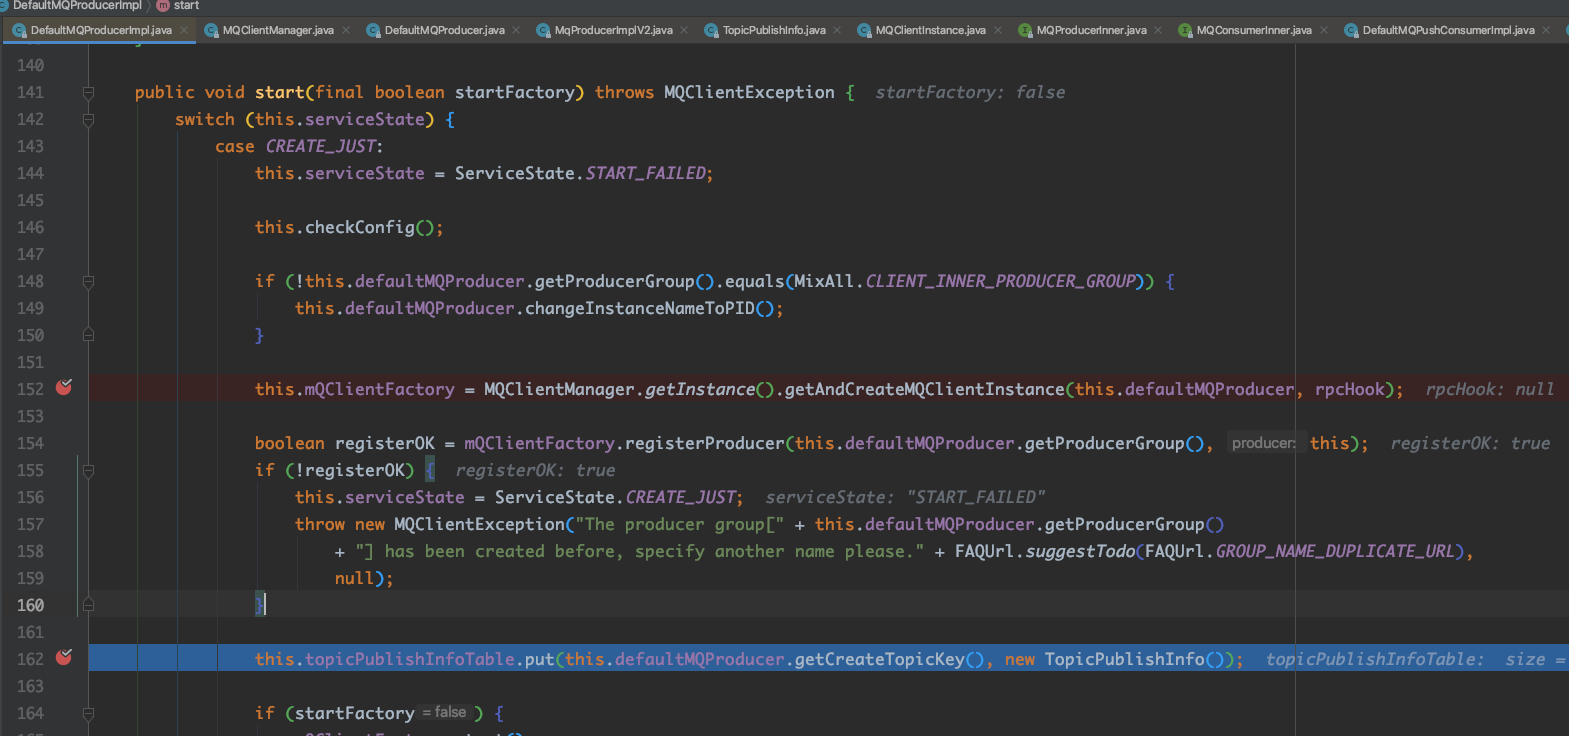 DefaultMQProducerImpl start
DefaultMQProducerImpl.java MQClientManager.java DefaultMQProducer.java MqProducerImplV2.java TopicPublishInfo.java MQClientInstance.java MQProducerInner.java MQConsumerInner.java DefaultMQPushConsumerImpl.java
140
141 public void start(final boolean startFactory) throws MQClientException { startFactory: false
142 switch (this.serviceState) {
143 case CREATE_JUST:
144 this.serviceState = ServiceState.START_FAILED;
145
146 this.checkConfig();
147
148 if (!this.defaultMQProducer.getProducerGroup().equals(MixAll.CLIENT_INNER_PRODUCER_GROUP)) {
149 this.defaultMQProducer.changeInstanceNameToPID();
150 }
151
152 this.mQClientFactory = MQClientManager.getInstance().getAndCreateMQClientInstance(this.defaultMQProducer, rpcHook); rpcHook: null
153
154 boolean registerOK = mQClientFactory.registerProducer(this.defaultMQProducer.getProducerGroup(), producer: this); registerOK: true
155 if (!registerOK) { registerOK: true
156 this.serviceState = ServiceState.CREATE_JUST; serviceState: "START_FAILED"
157 throw new MQClientException("The producer group[" + this.defaultMQProducer.getProducerGroup()
158 + "] has been created before, specify another name please." + FAQUrl.suggestTodo(FAQUrl.GROUP_NAME_DUPLICATE_URL),
159 null);
160 }
161
162 this.topicPublishInfoTable.put(this.defaultMQProducer.getCreateTopicKey(), new TopicPublishInfo()); topicPublishInfoTable: size =
163
164 if (startFactory = false ) {